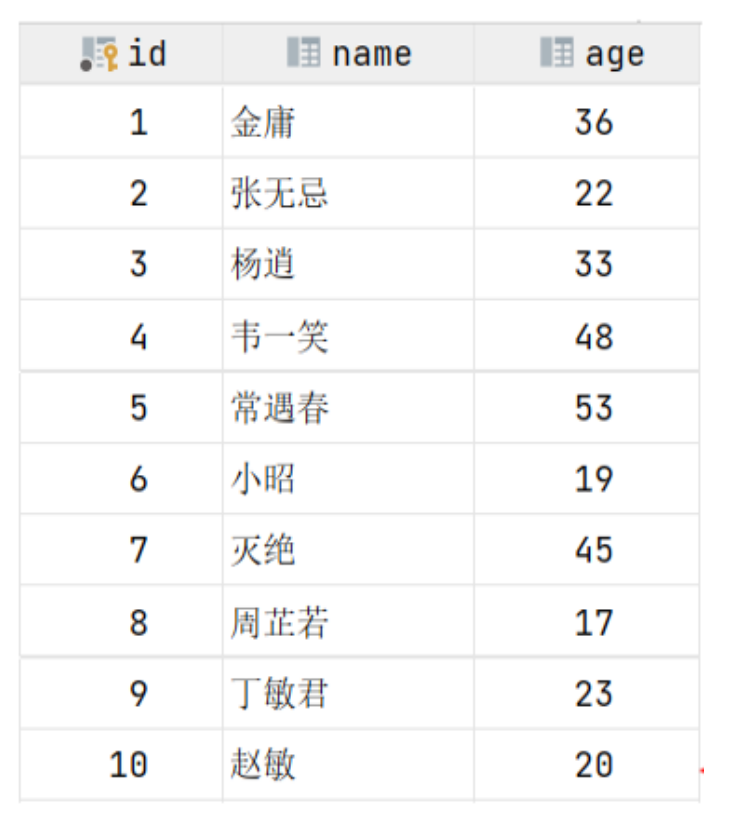 id name age
1 金庸 36
2 张无忌 22
3 杨逍 33
4 韦一笑 48
5 常遇春 53
6 小昭 19
7 灭绝 45
8 周芷若 17
9 丁敏君 23
10 赵敏 20